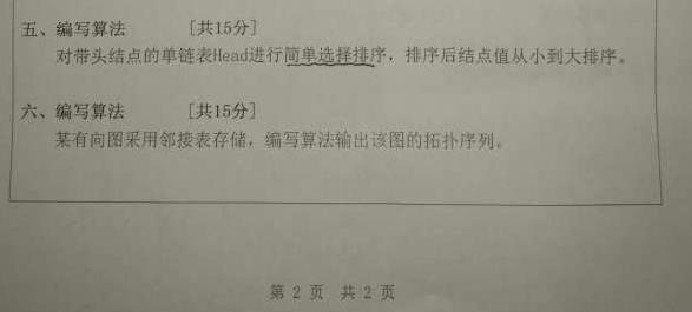 五、编写算法 [共15分]
对带头结点的单链表Head进行简单选择排序，排序后结点值从小到大排序。
六、编写算法 [共15分]
某有向图采用邻接表存储，编写算法输出该图的拓扑序列。
第 2 页 共 2 页